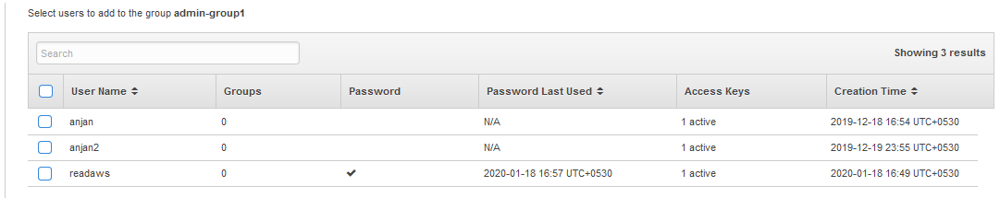 Select users to add to the group admin-group1
Search Showing 3 results
User Name Groups Password Password Last Used Access Keys Creation Time
anjan 0 N/A 1 active 2019-12-18 16:54 UTC+0530
anjan2 0 N/A 1 active 2019-12-19 23:55 UTC+0530
readaws 0 ✔ 2020-01-18 16:57 UTC+0530 1 active 2020-01-18 16:49 UTC+0530